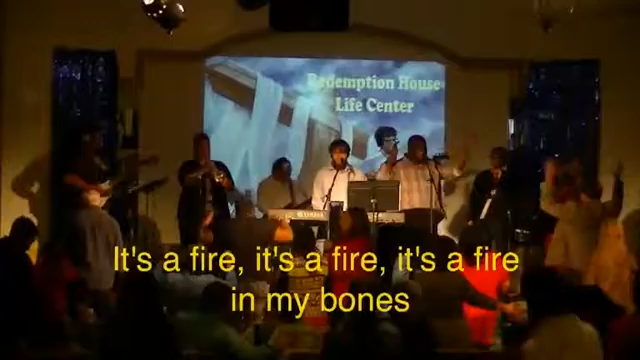 Redemption House
Life Center
It's a fire, it's a fire, it's a fire
in my bones